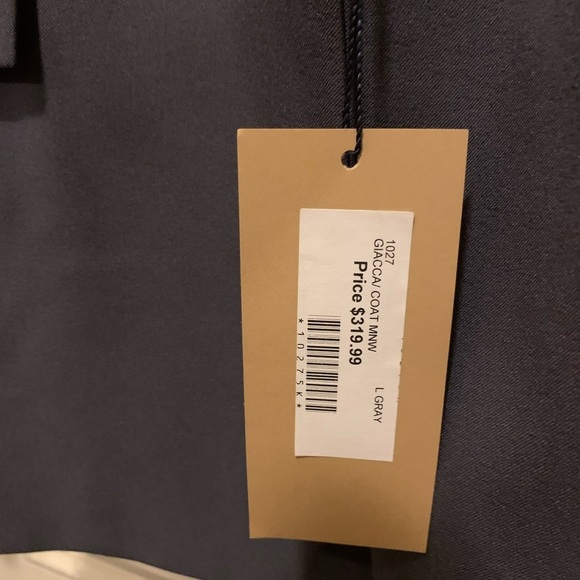 1027
GIACCA/ COAT MNW
L GRAY
Price $319.99
*10275K*